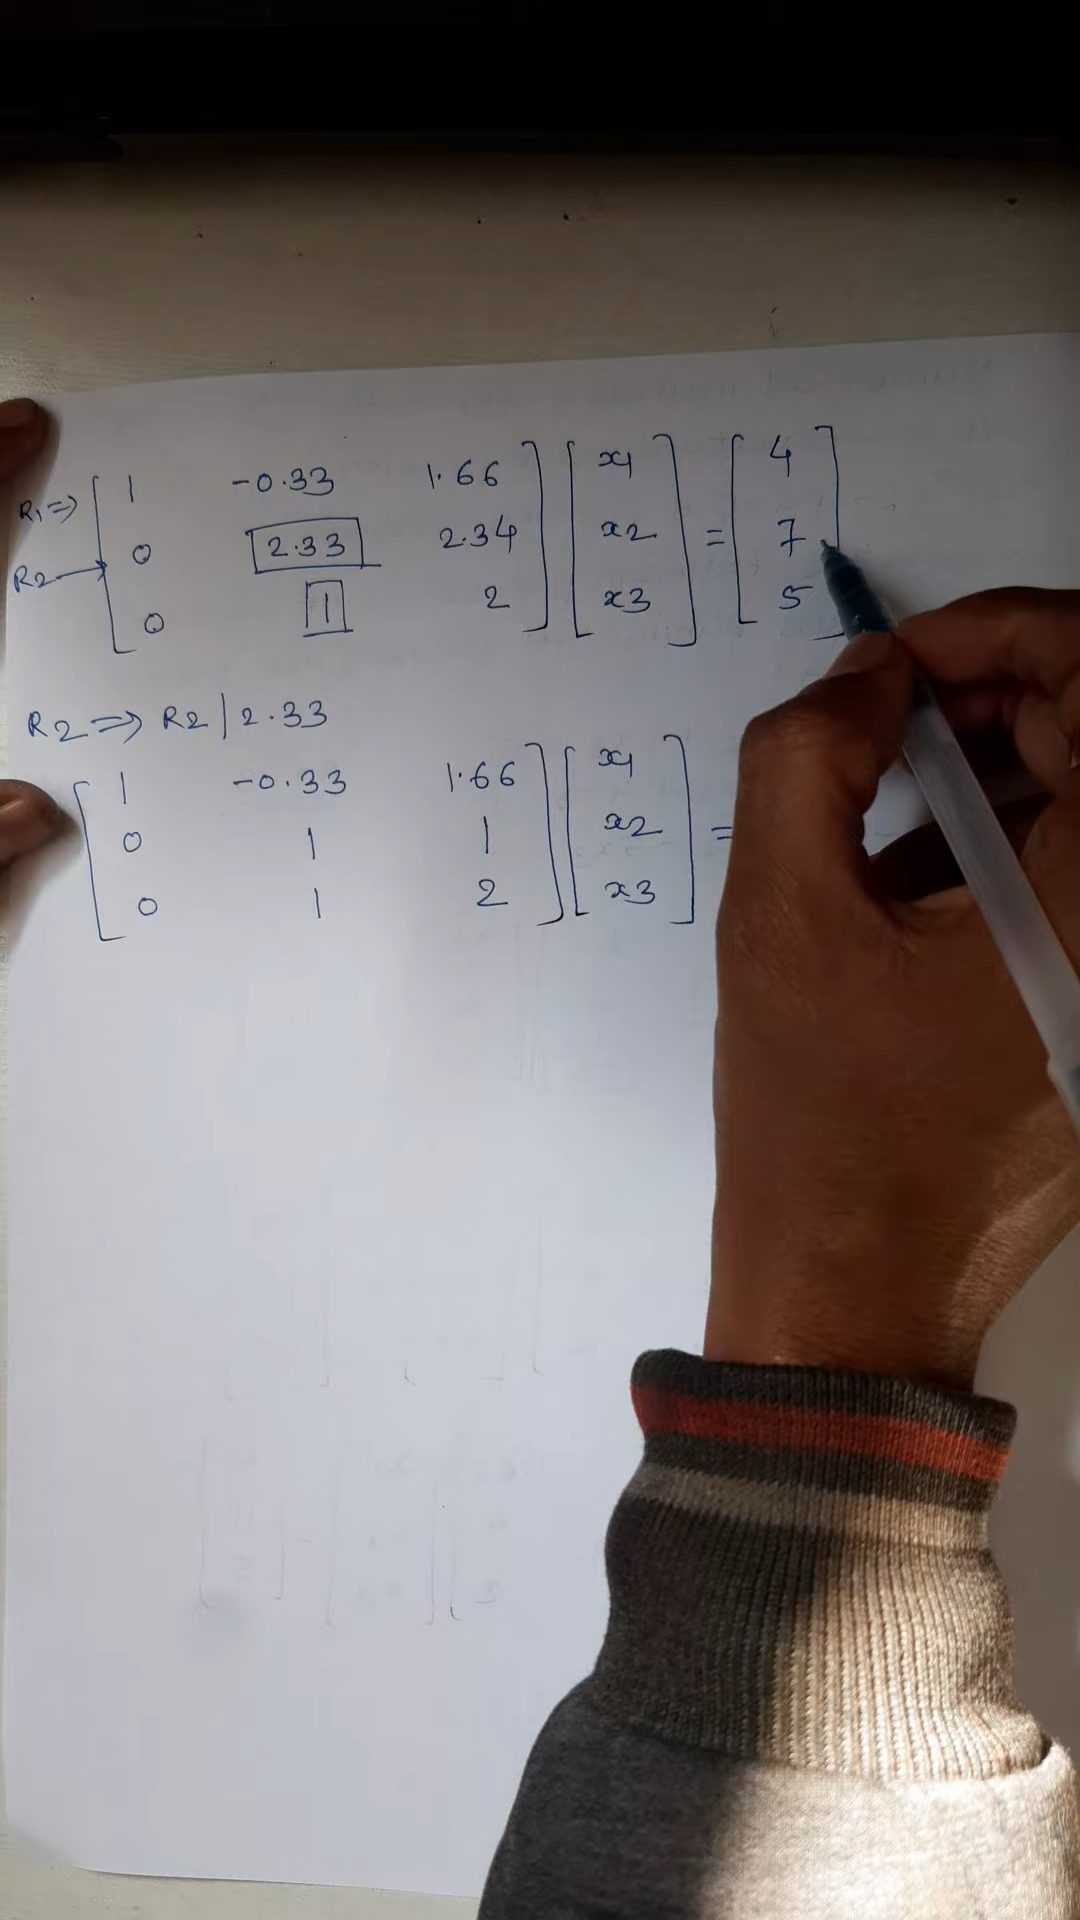 R1⇒ 1 -0.33 1.66 x1 4
R2→ 0 2.33 2.34 x2 = 7
0 1 2 x3 5
R2 ⇒ R2 | 2.33
1 -0.33 1.66 x1
0 1 1 x2 =
0 1 2 x3